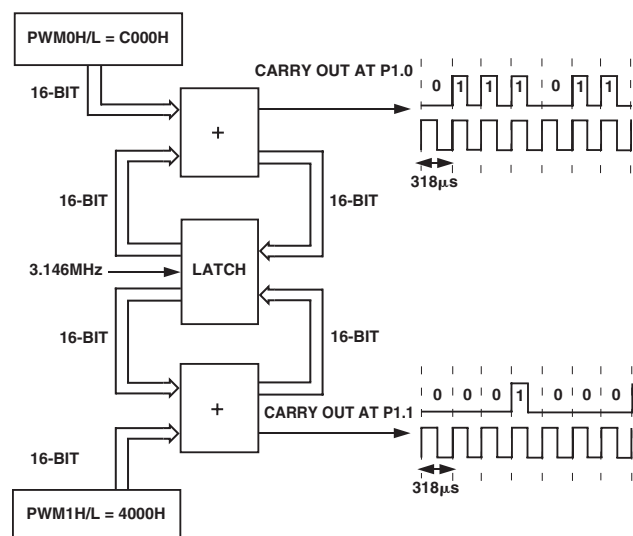 PWM0H/L = C000H
16-BIT
CARRY OUT AT P1.0
0 1 1 1 0 1 1
+
318µs
16-BIT
16-BIT
3.146MHz
LATCH
16-BIT
16-BIT
0 0 0 1 0 0 0
+
CARRY OUT AT P1.1
16-BIT
318µs
PWM1H/L = 4000H